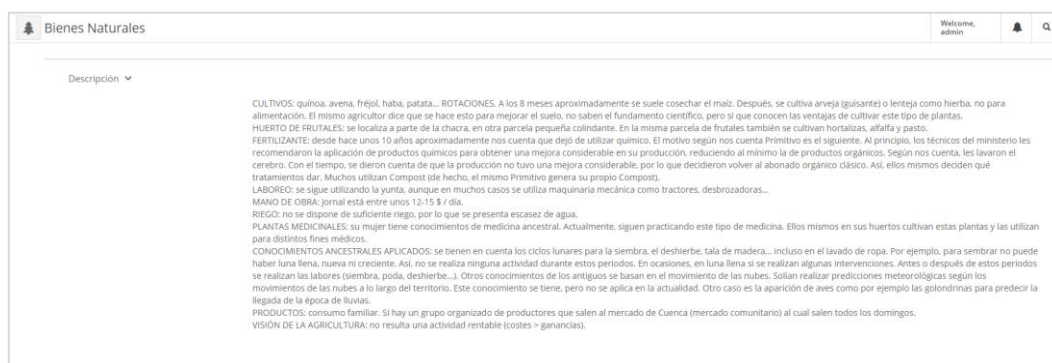 Bienes Naturales
Welcome,
admin
Descripción
CULTIVOS: quínoa, avena, fréjol, haba, patata... ROTACIONES. A los 8 meses aproximadamente se suele cosechar el maíz. Después, se cultiva arveja (guisante) o lenteja como hierba, no para
alimentación. El mismo agricultor dice que se hace esto para mejorar el suelo, no saben el fundamento científico, pero si que conocen las ventajas de cultivar este tipo de plantas.
HUERTO DE FRUTALES: se localiza a parte de la chacra, en otra parcela pequeña colindante. En la misma parcela de frutales también se cultivan hortalizas, alfalfa y pasto.
FERTILIZANTE: desde hace unos 10 años aproximadamente nos cuenta que dejó de utilizar químico. El motivo según nos cuenta Primitivo es el siguiente. Al principio, los técnicos del ministerio les
recomendaron la aplicación de productos químicos para obtener una mejora considerable en su producción, reduciendo al mínimo la de productos orgánicos. Según nos cuenta, les lavaron el
cerebro. Con el tiempo, se dieron cuenta de que la producción no tuvo una mejora considerable, por lo que decidieron volver al abonado orgánico clásico. Así, ellos mismos deciden qué
tratamientos dar. Muchos utilizan Compost (de hecho, el mismo Primitivo genera su propio Compost).
LABOREO: se sigue utilizando la yunta, aunque en muchos casos se utiliza maquinaria mecánica como tractores, desbrozadoras...
MANO DE OBRA: jornal está entre unos 12-15 $ / día.
RIEGO: no se dispone de suficiente riego, por lo que se presenta escasez de agua.
PLANTAS MEDICINALES: su mujer tiene conocimientos de medicina ancestral. Actualmente, siguen practicando este tipo de medicina. Ellos mismos en sus huertos cultivan estas plantas y las utilizan
para distintos fines médicos.
CONOCIMIENTOS ANCESTRALES APLICADOS: se tienen en cuenta los ciclos lunares para la siembra, el deshierbe, tala de madera... incluso en el lavado de ropa. Por ejemplo, para sembrar no puede
haber luna llena, nueva ni creciente. Así, no se realiza ninguna actividad durante estos periodos. En ocasiones, en luna llena si se realizan algunas intervenciones. Antes o después de estos periodos
se realizan las labores (siembra, poda, deshierbe...). Otros conocimientos de los antiguos se basan en el movimiento de las nubes. Solían realizar predicciones meteorológicas según los
movimientos de las nubes a lo largo del territorio. Este conocimiento se tiene, pero no se aplica en la actualidad. Otro caso es la aparición de aves como por ejemplo las golondrinas para predecir la
llegada de la época de lluvias.
PRODUCTOS: consumo familiar. Si hay un grupo organizado de productores que salen al mercado de Cuenca (mercado comunitario) al cual salen todos los domingos.
VISIÓN DE LA AGRICULTURA: no resulta una actividad rentable (costes > ganancias).